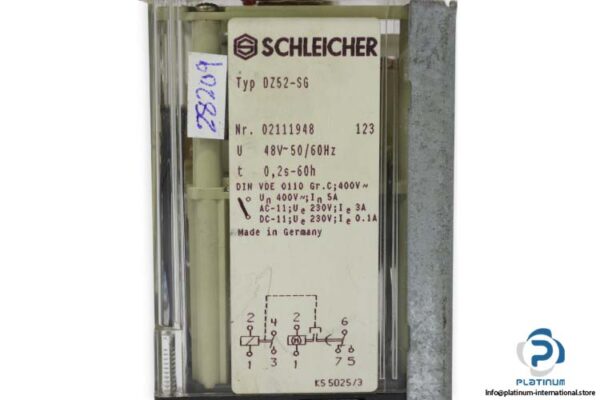 SCHLEICHER
Typ DZ52-SG
28209
Nr. 02111948 123
U 48V~50/60Hz
t 0,2s-60h
DIN VDE 0110 Gr.C;400V~
Un 400V~;In 5A
AC-11;Ue 230V;Ie 3A
DC-11;Ue 230V;Ie 0.1A
Made in Germany
2 4 2 6
1 3 1 7 5
KS 5025/3
PLATINUM
INTERNATIONAL
Info@platinum-international.store